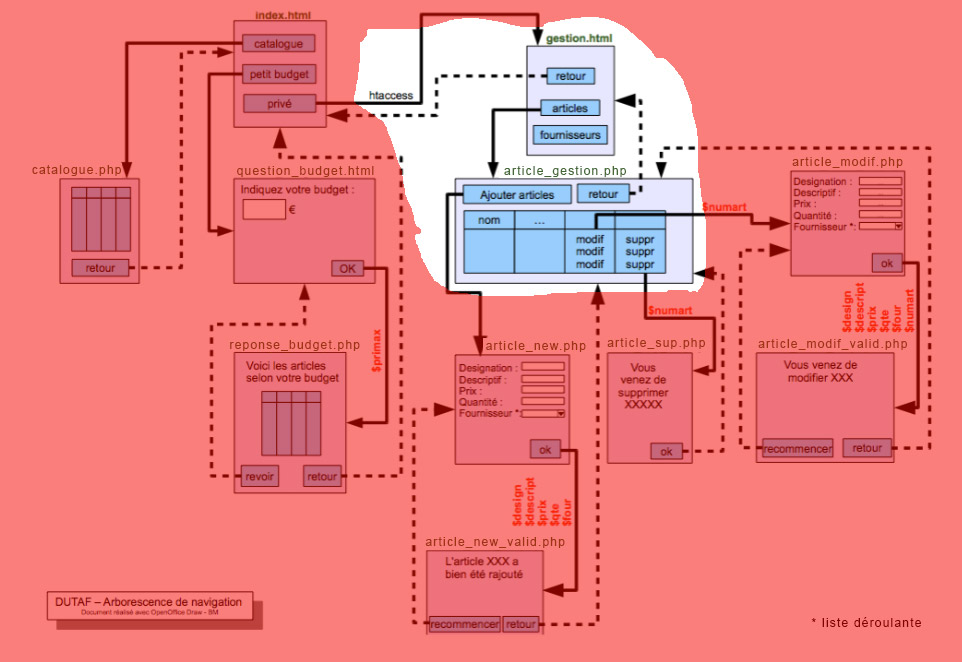 index.html
catalogue
petit budget
privé
htaccess
gestion.html
retour
articles
fournisseurs
catalogue.php
retour
question_budget.html
Indiquez votre budget :
€
OK
$primax
reponse_budget.php
Voici les articles
selon votre budget
revoir
retour
article_gestion.php
Ajouter articles
retour
nom
...
modif
suppr
modif
suppr
modif
suppr
$numart
$numart
article_modif.php
Designation :
Descriptif :
Prix :
Quantité :
Fournisseur *:
ok
$design
$descript
$prix
$qte
$four
$numart
article_modif_valid.php
Vous venez de
modifier XXX
recommencer
retour
article_sup.php
Vous
venez de
supprimer
XXXXX
ok
article_new.php
Designation :
Descriptif :
Prix :
Quantité :
Fournisseur *:
ok
$design
$descript
$prix
$qte
$four
article_new_valid.php
L'article XXX a
bien été rajouté
recommencer
retour
DUTAF – Arborescence de navigation
Document réalisé avec OpenOffice Draw - BM
* liste déroulante